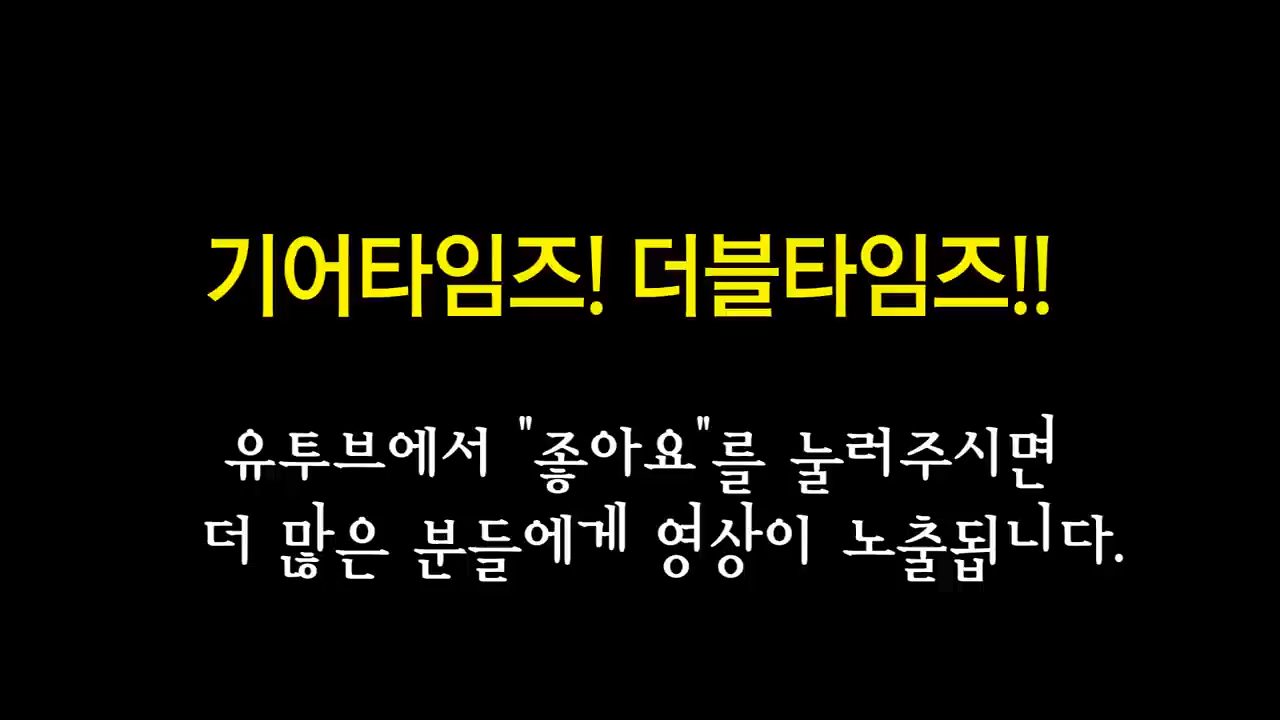 기어타임즈! 더블타임즈!!
유투브에서 "좋아요"를 눌러주시면
더 많은 분들에게 영상이 노출됩니다.